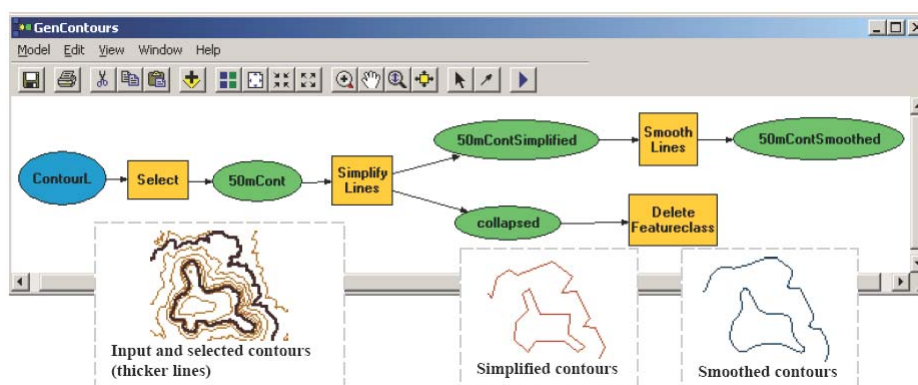 GenContours
Model Edit View Window Help
ContourL
Select
50mCont
Simplify
Lines
50mContSimplified
Smooth
Lines
50mContSmoothed
collapsed
Delete
Featureclass
Input and selected contours
(thicker lines)
Simplified contours
Smoothed contours